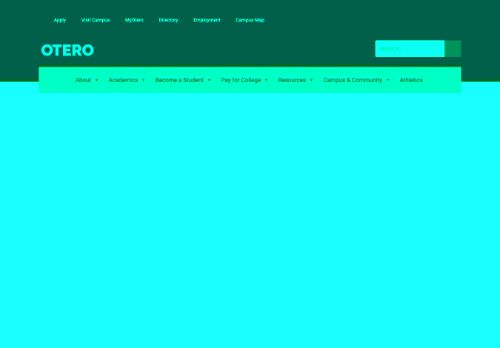 Apply Visit Campus MyOtero Directory Employment Campus Map
OTERO
About Academics Become a Student Pay for College Resources Campus & Community Athletics